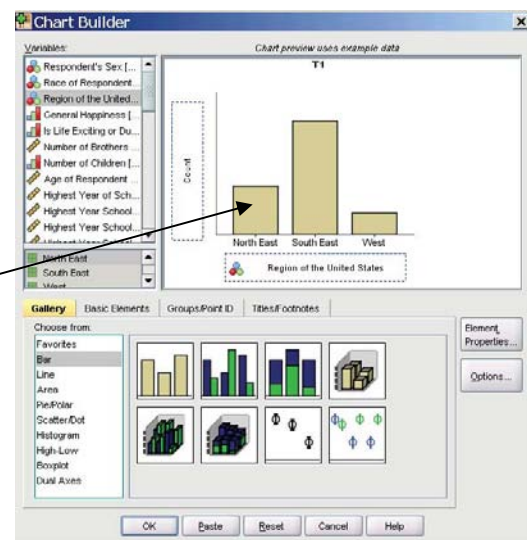 Chart Builder
Variables:
Chart preview uses example data
Respondent's Sex [...
Race of Respondent...
Region of the United...
General Happiness [...
Is Life Exciting or Du...
Number of Brothers
Number of Children [...
Age of Respondent ...
Highest Year of Sch...
Highest Year School...
Highest Year School...
Highest Year School...
North East
South East
West
T1
Count
North East South East West
Region of the United States
Gallery Basic Elements Groups/Point ID Titles/Footnotes
Choose from:
Favorites
Bar
Line
Area
Pie/Polar
Scatter/Dot
Histogram
High-Low
Boxplot
Dual Axes
Element
Properties...
Options...
OK Paste Reset Cancel Help